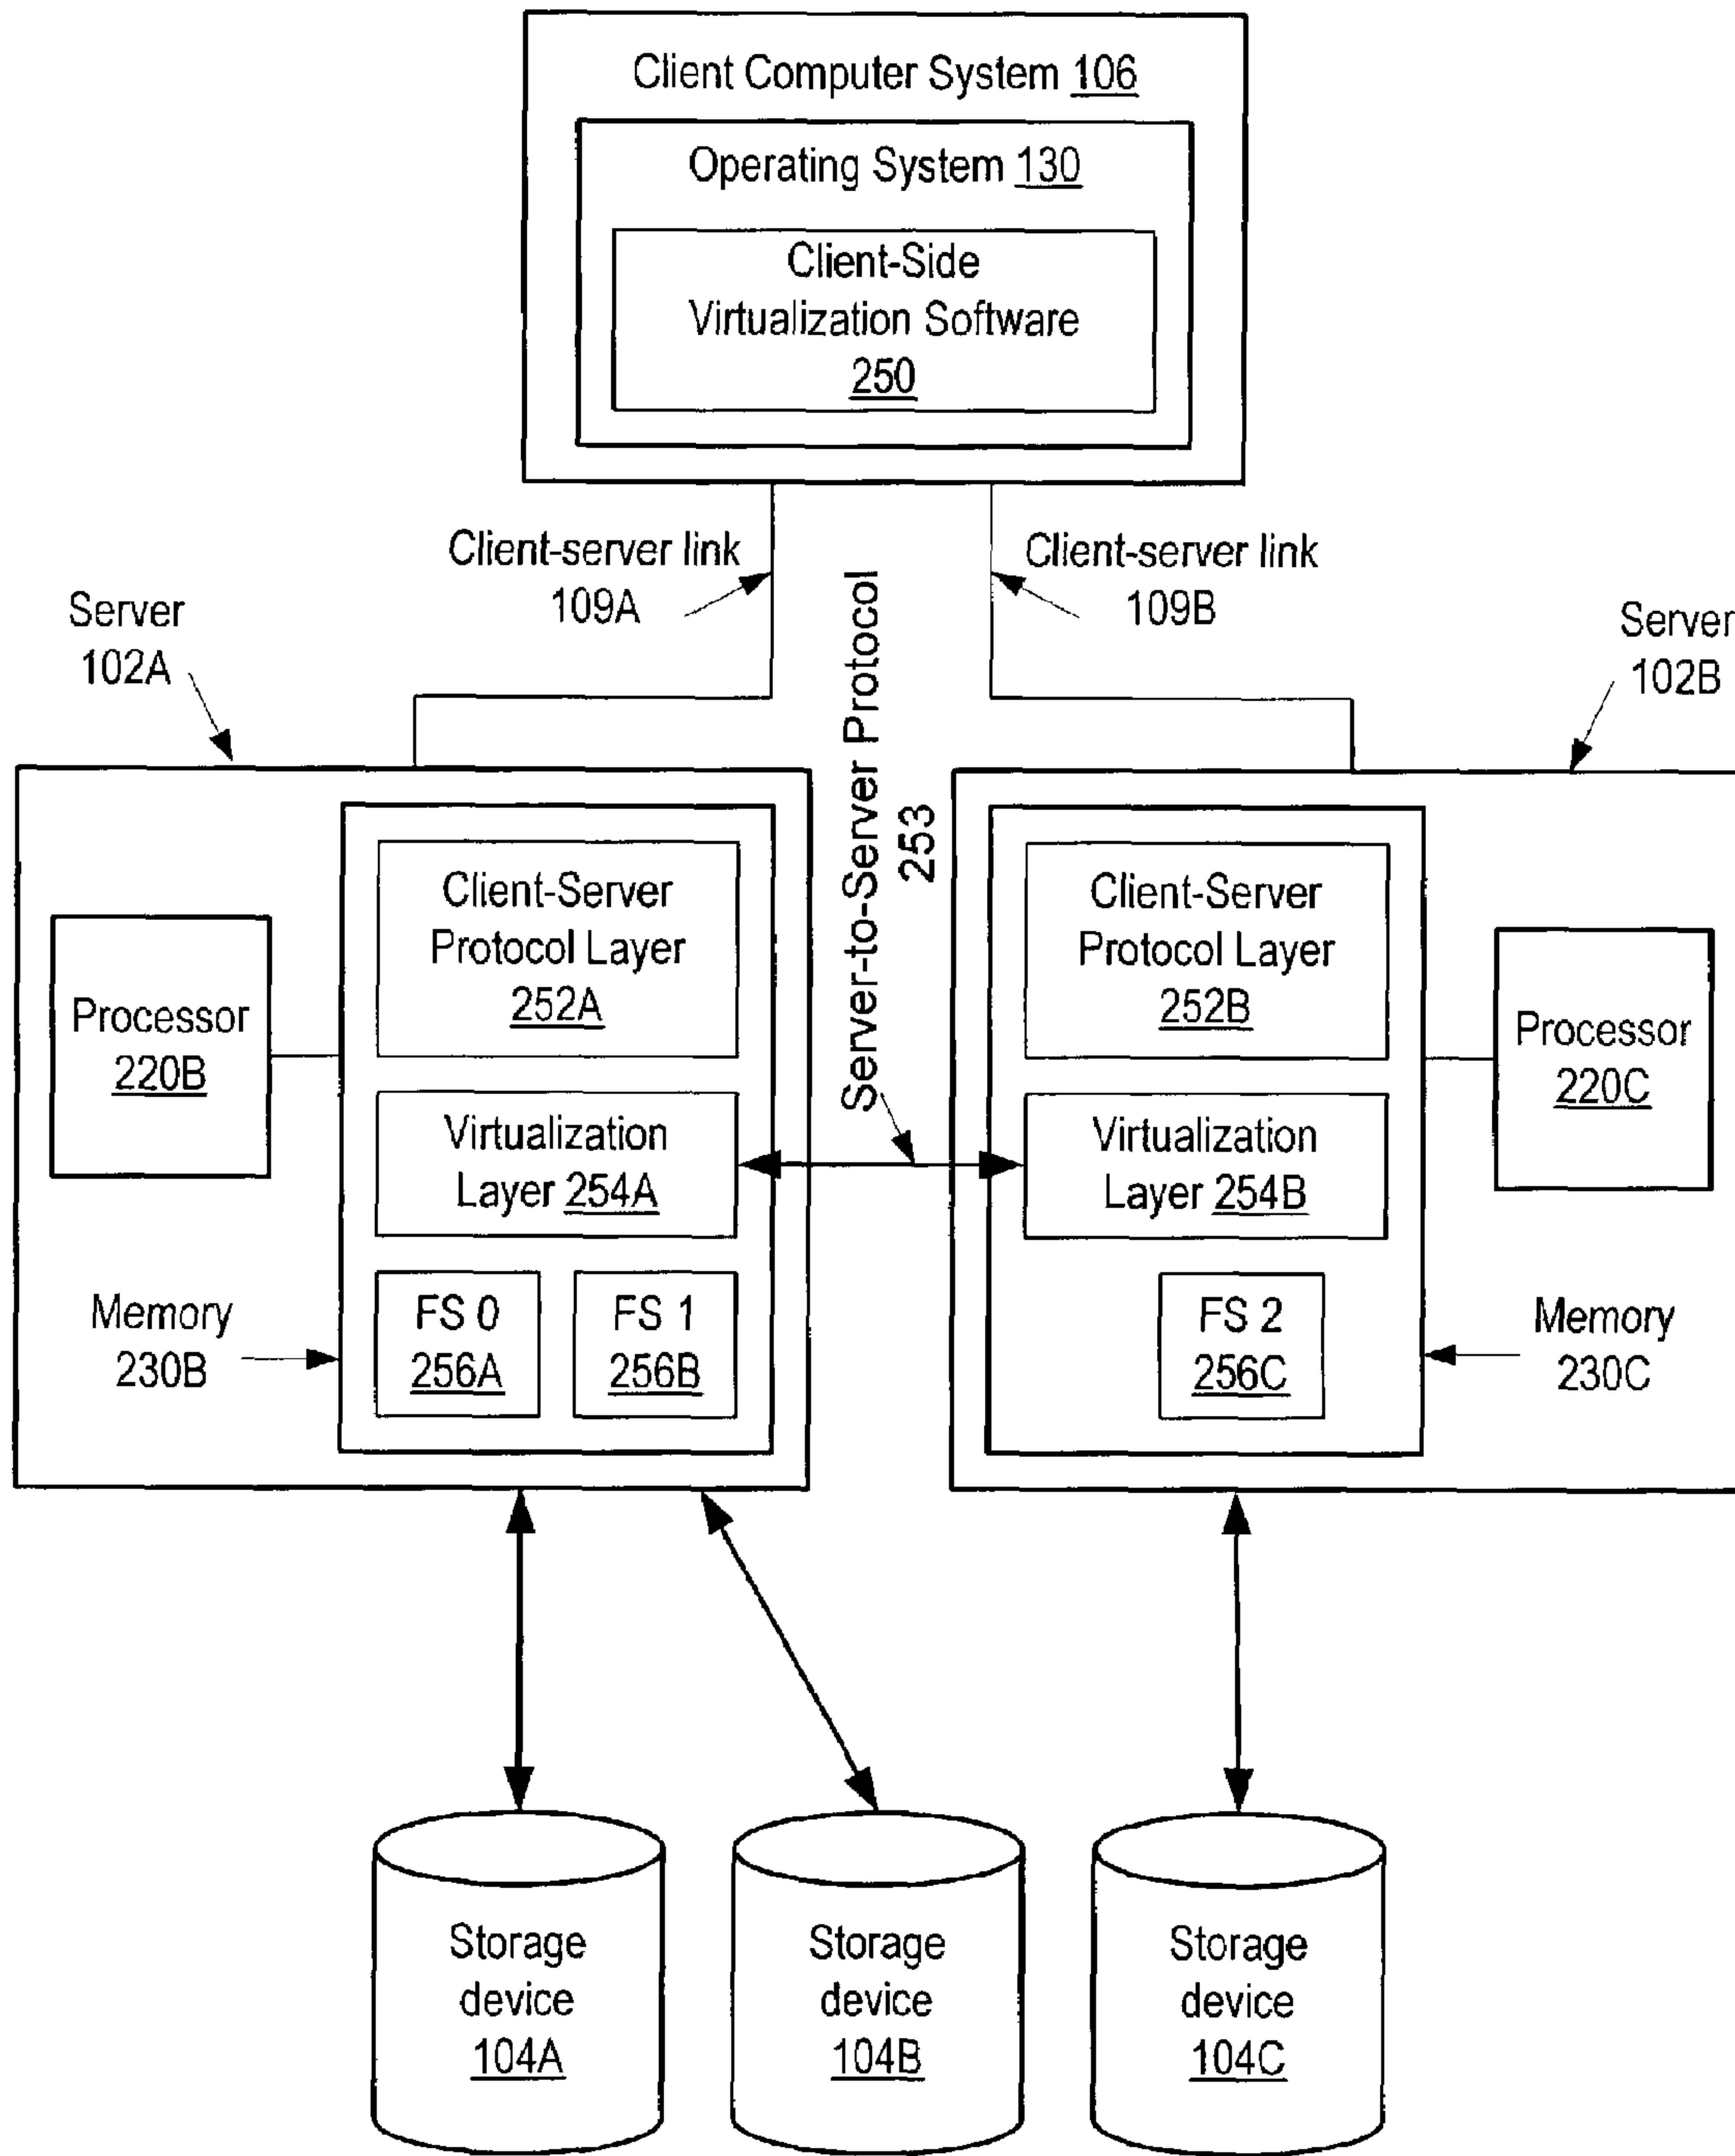 Client Computer System 106
Operating System 130
Client-Side
Virtualization Software
250
Client-server link
109A
Client-server link
109B
Server
102A
Server
102B
Server-to-Server Protocol
253
Client-Server
Protocol Layer
252A
Client-Server
Protocol Layer
252B
Processor
220B
Processor
220C
Virtualization
Layer 254A
Virtualization
Layer 254B
Memory
230B
FS 0
256A
FS 1
256B
FS 2
256C
Memory
230C
Storage
device
104A
Storage
device
104B
Storage
device
104C